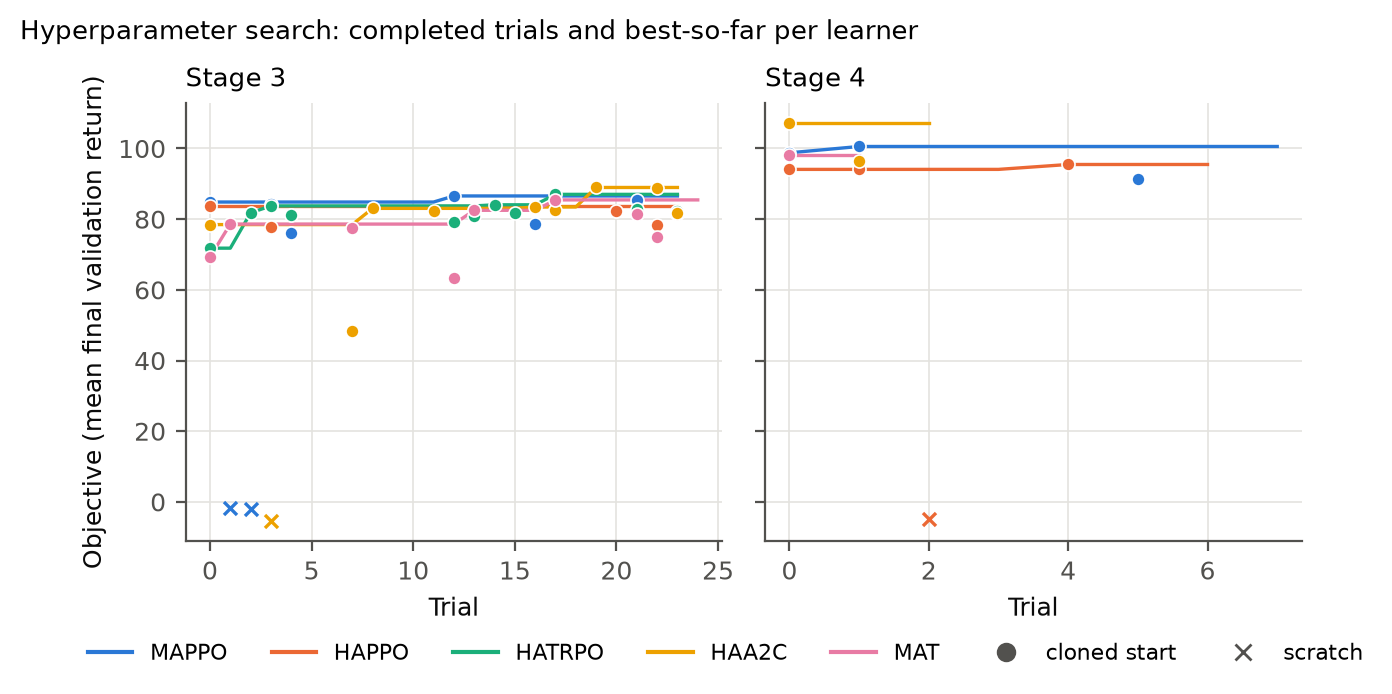 Hyperparameter search: completed trials and best-so-far per learner
Stage 3
Stage 4
Objective (mean final validation return)
100
80
60
40
20
0
0 5 10 15 20 25
0 2 4 6
Trial
Trial
MAPPO HAPPO HATRPO HAA2C MAT cloned start scratch